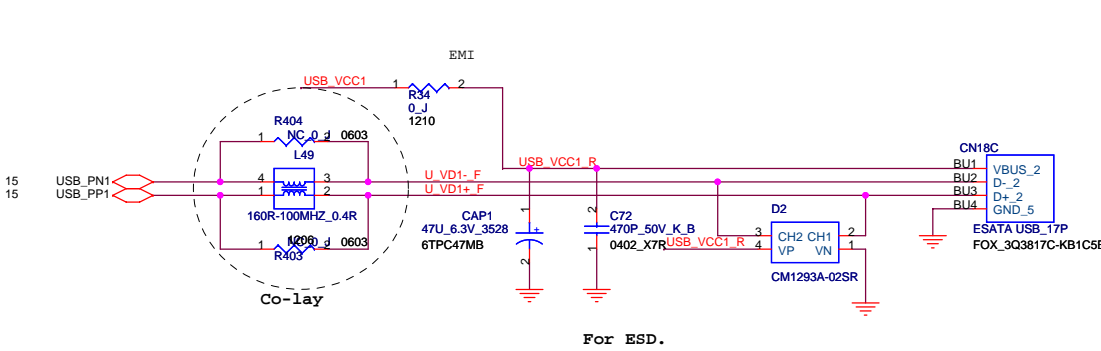 EMI
USB_VCC1
1
2
R34
0_J
1210
R404
1
NC_0_J
2
0603
L49
CN18C
USB_VCC1_R
BU1
VBUS_2
15
USB_PN1
4
3
U_VD1-_F
BU2
D-_2
15
USB_PP1
1
2
U_VD1+_F
BU3
D+_2
BU4
GND_5
160R-100MHZ_0.4R
CAP1
47U_6.3V_3528
6TPC47MB
1
+
2
C72
470P_50V_K_B
0402_X7R
2
1
D2
USB_VCC1_R
3
4
CH2
CH1
VP
VN
2
1
CM1293A-02SR
ESATA USB_17P
FOX_3Q3817C-KB1C5
1
2
0603
R403
Co-lay
For ESD.